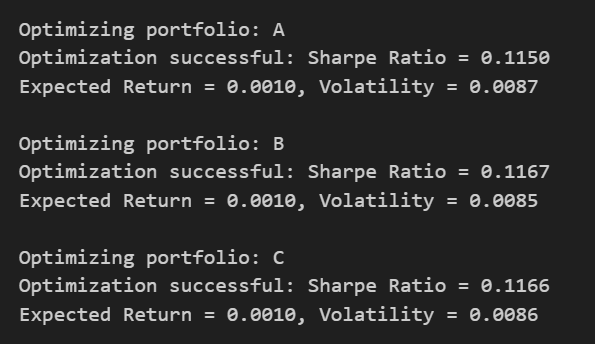 Optimizing portfolio: A
Optimization successful: Sharpe Ratio = 0.1150
Expected Return = 0.0010, Volatility = 0.0087
Optimizing portfolio: B
Optimization successful: Sharpe Ratio = 0.1167
Expected Return = 0.0010, Volatility = 0.0085
Optimizing portfolio: C
Optimization successful: Sharpe Ratio = 0.1166
Expected Return = 0.0010, Volatility = 0.0086